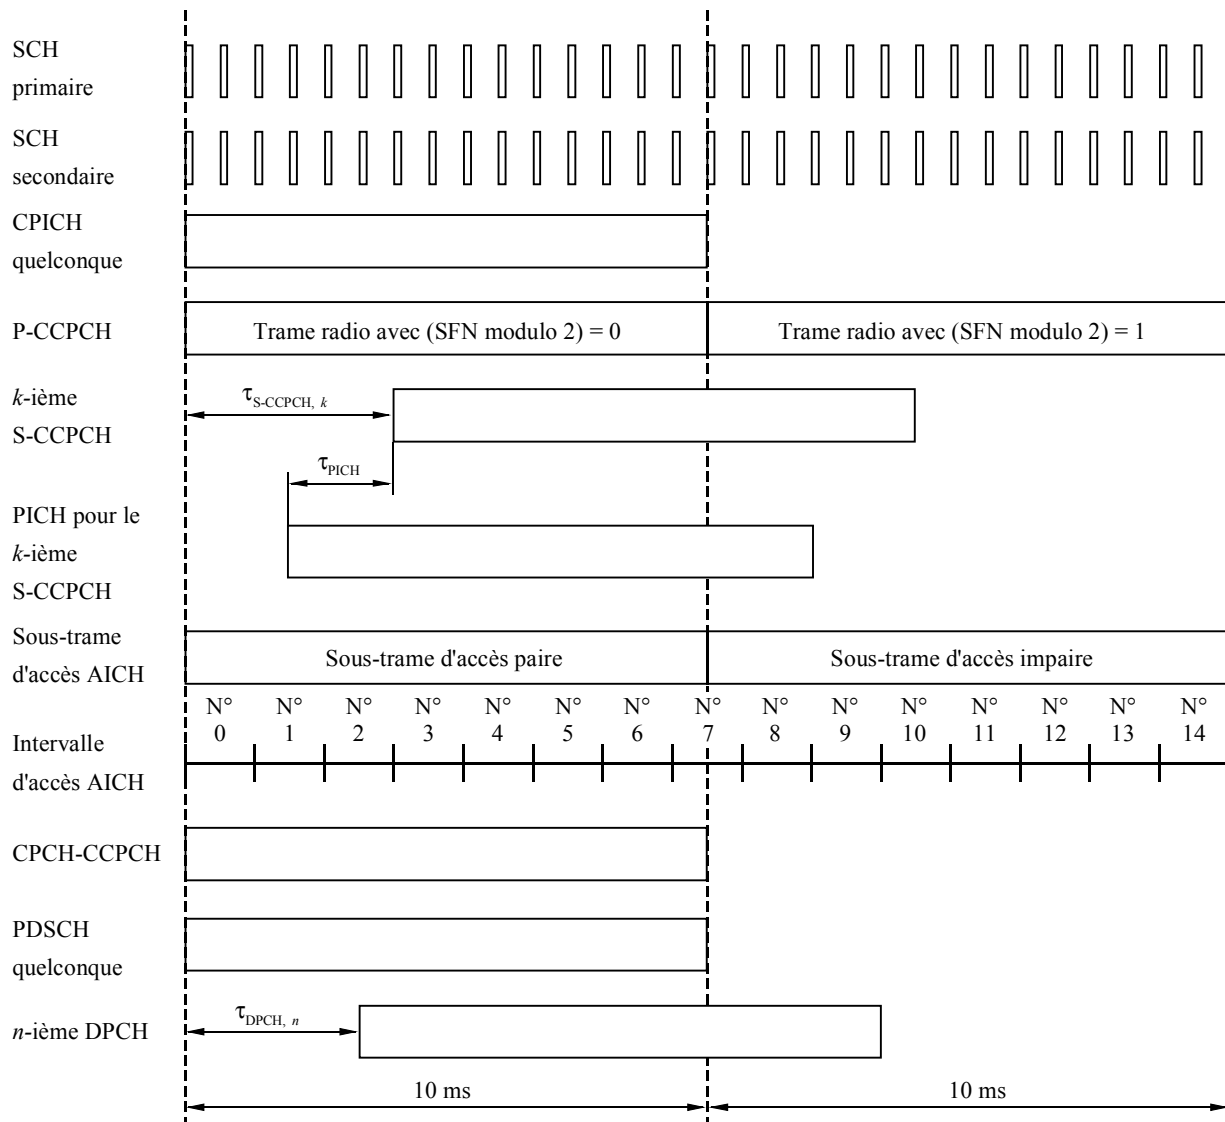 SCH
primaire
SCH
secondaire
CPICH
quelconque
P-CCPCH
Trame radio avec (SFN modulo 2) = 0
Trame radio avec (SFN modulo 2) = 1
k-ième
S-CCPCH
τS-CCPCH, k
τPICH
PICH pour le
k-ième
S-CCPCH
Sous-trame
d'accès AICH
Sous-trame d'accès paire
Sous-trame d'accès impaire
Intervalle
d'accès AICH
N° N° N° N° N° N° N° N° N° N° N° N° N° N° N°
0 1 2 3 4 5 6 7 8 9 10 11 12 13 14
CPCH-CCPCH
PDSCH
quelconque
n-ième DPCH
τDPCH, n
10 ms
10 ms